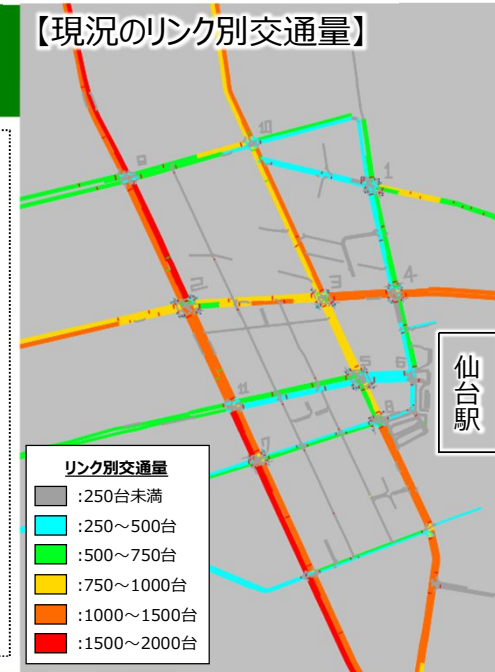 【現況のリンク別交通量】
10
9
1
2
3
4
5
6
11
8
7
仙台駅
リンク別交通量
:250台未満
:250～500台
:500～750台
:750～1000台
:1000～1500台
:1500～2000台